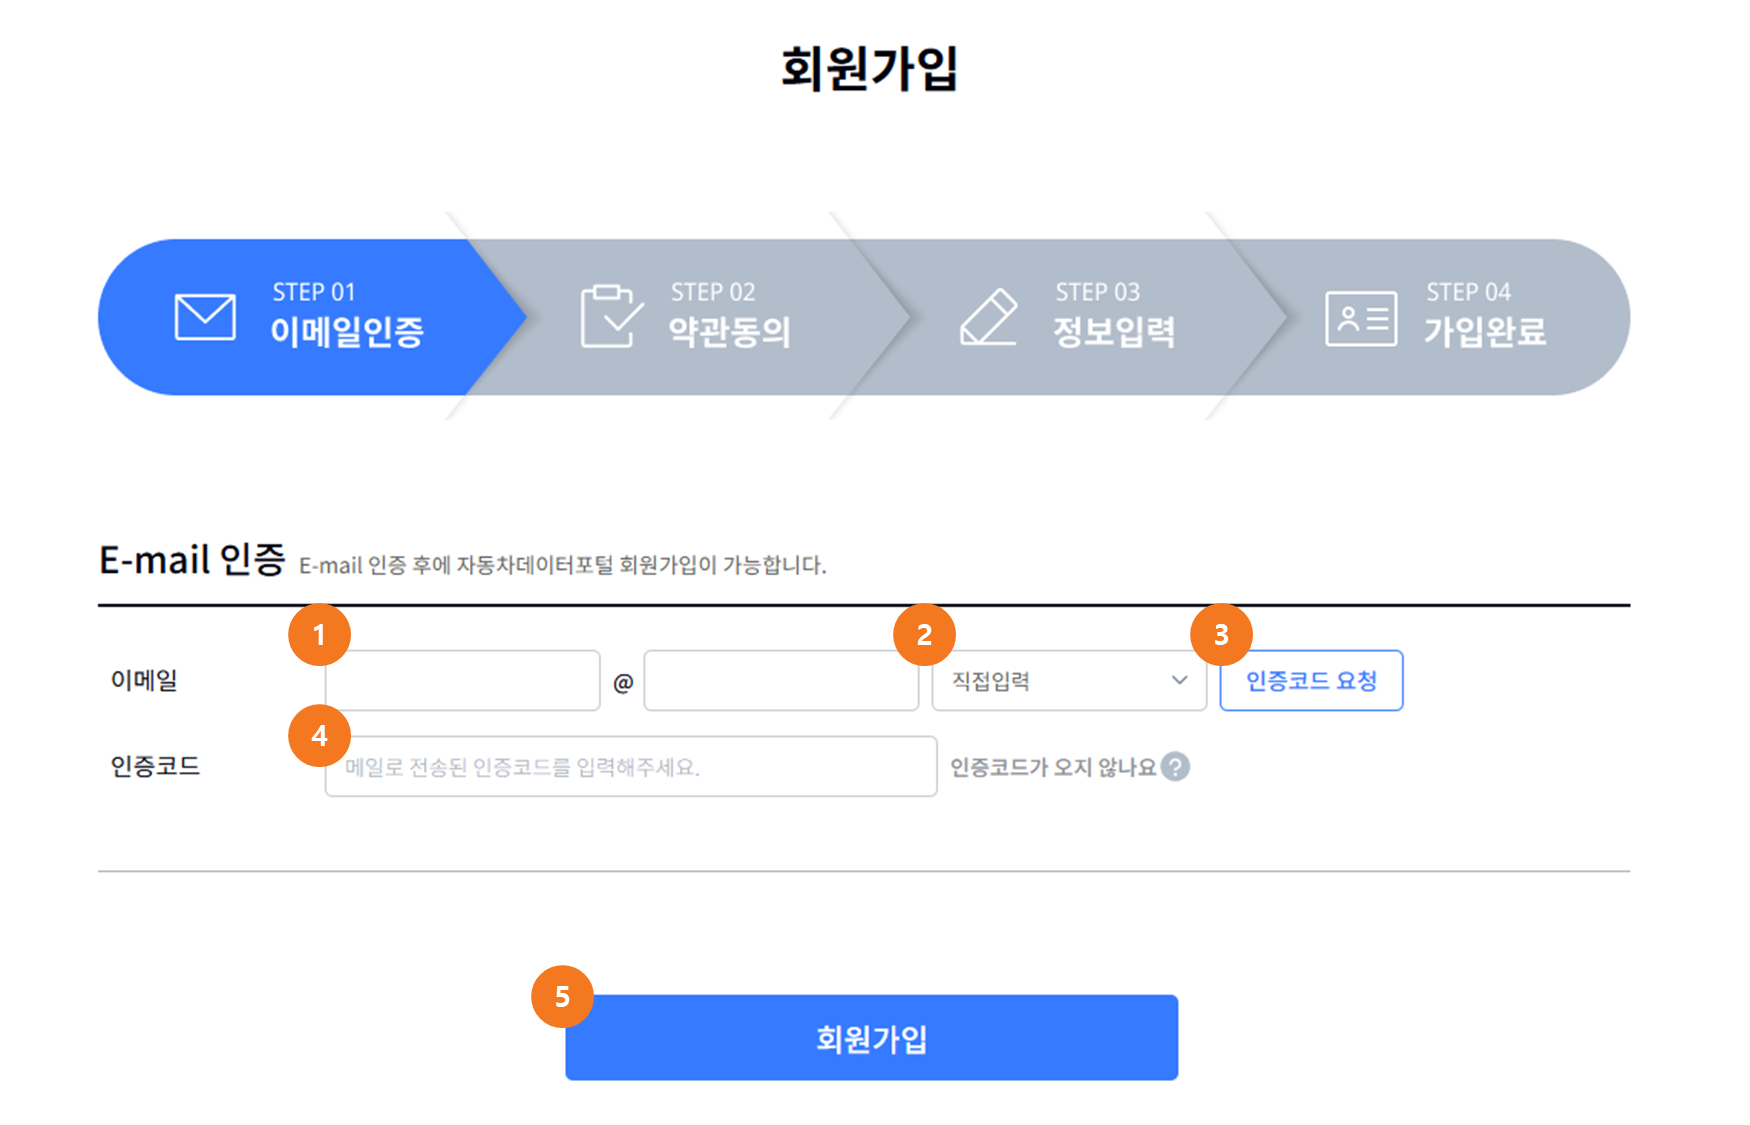 회원가입
STEP 01
이메일인증
STEP 02
약관동의
STEP 03
정보입력
STEP 04
가입완료
E-mail 인증 E-mail 인증 후에 자동차데이터포털 회원가입이 가능합니다.
1 2 3
이메일 @ 직접입력 인증코드 요청
4
인증코드 메일로 전송된 인증코드를 입력해주세요. 인증코드가 오지 않나요 ?
5
회원가입